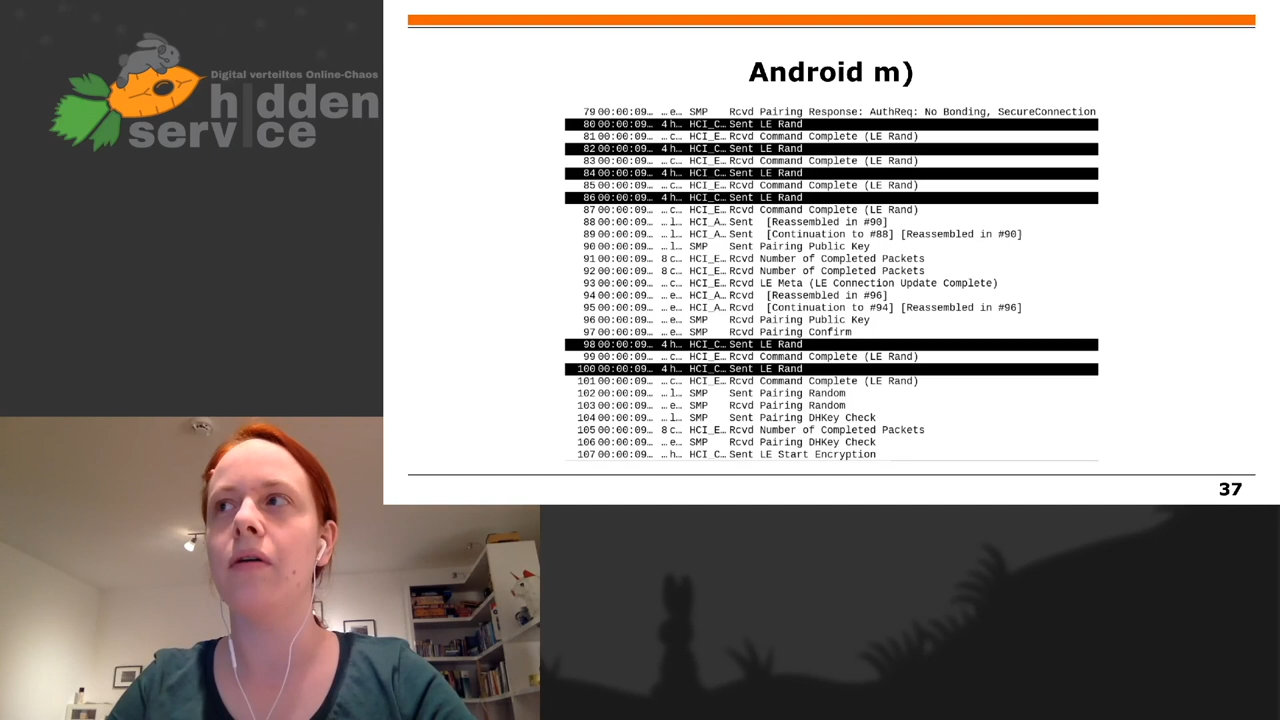 Digital verteiltes Online-Chaos
hidden
service
Android m)
79 00:00:09… … e… SMP Rcvd Pairing Response: AuthReq: No Bonding, SecureConnection
80 00:00:09… 4 h… HCI_C… Sent LE Rand
81 00:00:09… … c… HCI_E… Rcvd Command Complete (LE Rand)
82 00:00:09… 4 h… HCI_C… Sent LE Rand
83 00:00:09… … c… HCI_E… Rcvd Command Complete (LE Rand)
84 00:00:09… 4 h… HCI_C… Sent LE Rand
85 00:00:09… … c… HCI_E… Rcvd Command Complete (LE Rand)
86 00:00:09… 4 h… HCI_C… Sent LE Rand
87 00:00:09… … c… HCI_E… Rcvd Command Complete (LE Rand)
88 00:00:09… … l… HCI_A… Sent [Reassembled in #90]
89 00:00:09… … l… HCI_A… Sent [Continuation to #88] [Reassembled in #90]
90 00:00:09… … l… SMP Sent Pairing Public Key
91 00:00:09… 8 c… HCI_E… Rcvd Number of Completed Packets
92 00:00:09… 8 c… HCI_E… Rcvd Number of Completed Packets
93 00:00:09… … c… HCI_E… Rcvd LE Meta (LE Connection Update Complete)
94 00:00:09… … e… HCI_A… Rcvd [Reassembled in #96]
95 00:00:09… … e… HCI_A… Rcvd [Continuation to #94] [Reassembled in #96]
96 00:00:09… … e… SMP Rcvd Pairing Public Key
97 00:00:09… … e… SMP Rcvd Pairing Confirm
98 00:00:09… 4 h… HCI_C… Sent LE Rand
99 00:00:09… … c… HCI_E… Rcvd Command Complete (LE Rand)
100 00:00:09… 4 h… HCI_C… Sent LE Rand
101 00:00:09… … c… HCI_E… Rcvd Command Complete (LE Rand)
102 00:00:09… … l… SMP Sent Pairing Random
103 00:00:09… … e… SMP Rcvd Pairing Random
104 00:00:09… … l… SMP Sent Pairing DHKey Check
105 00:00:09… 8 c… HCI_E… Rcvd Number of Completed Packets
106 00:00:09… … e… SMP Rcvd Pairing DHKey Check
107 00:00:09… … h… HCI_C… Sent LE Start Encryption
37